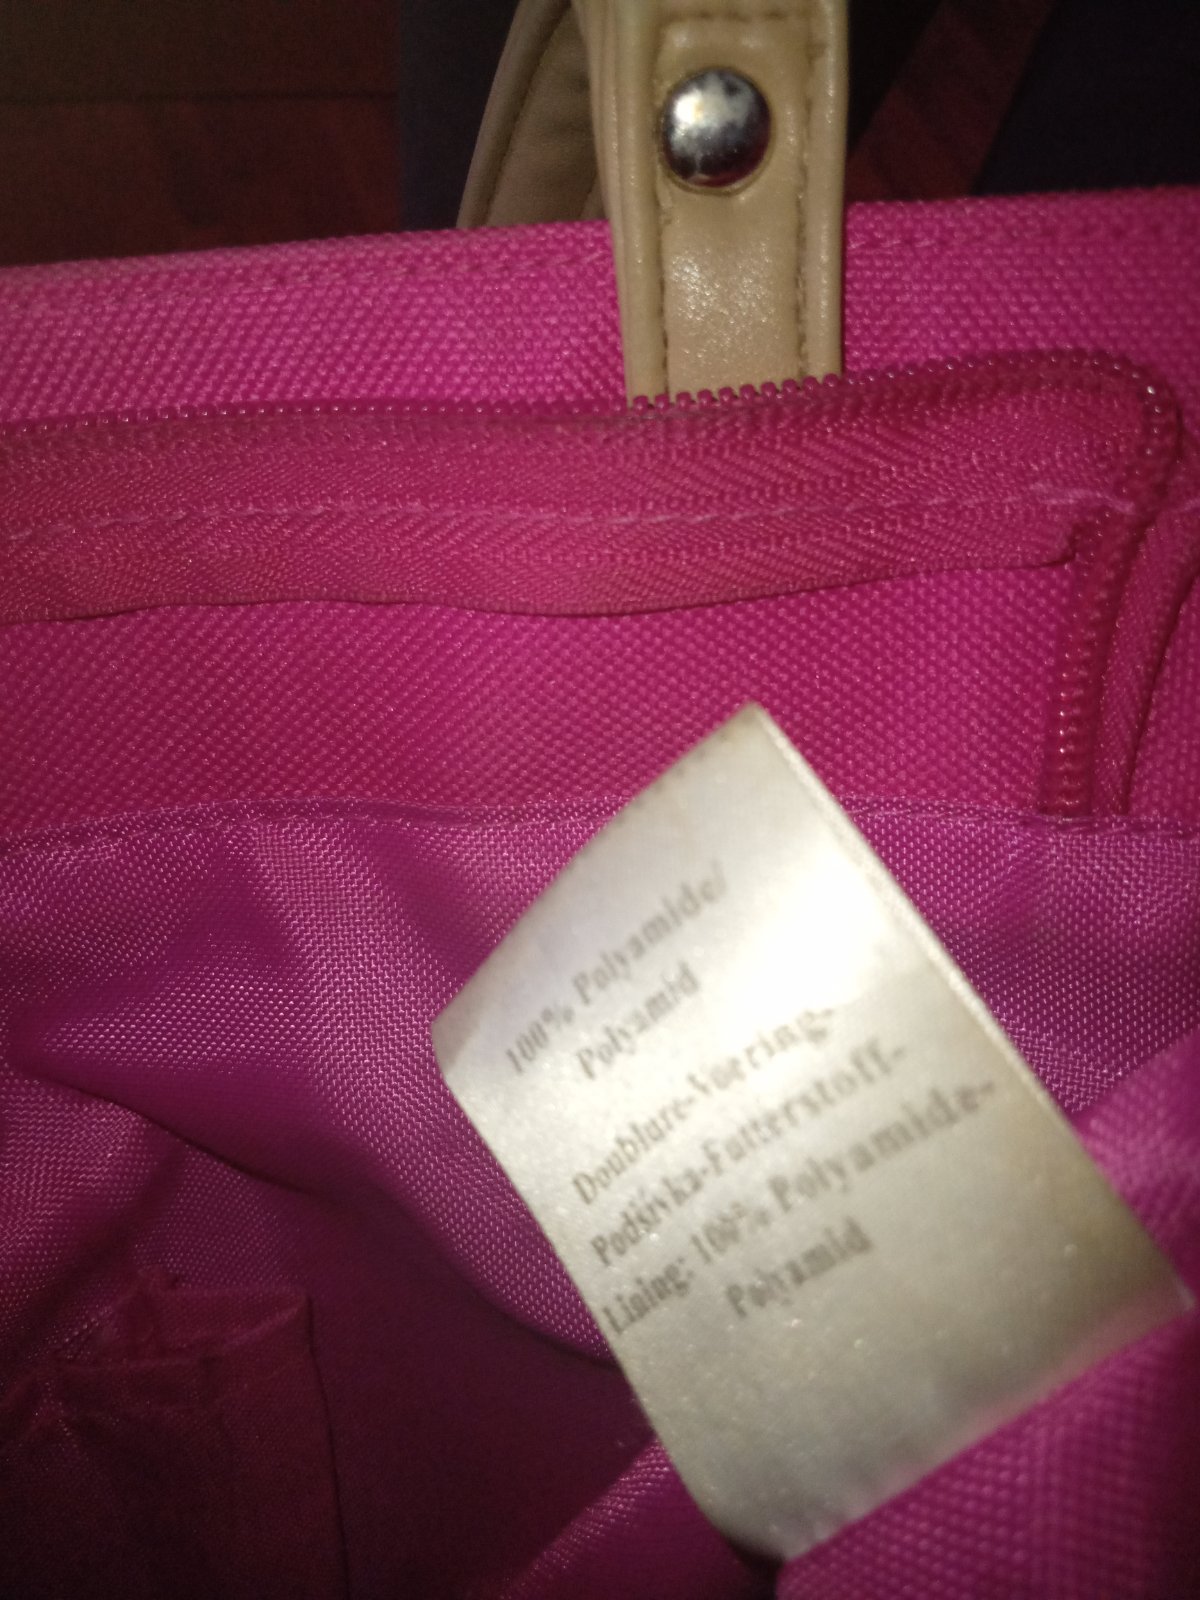 100% Polyamide/
Polyamid
Doublure-Voering-
Podšívka-Futterstoff-
Lining: 100% Polyamide-
Polyamid